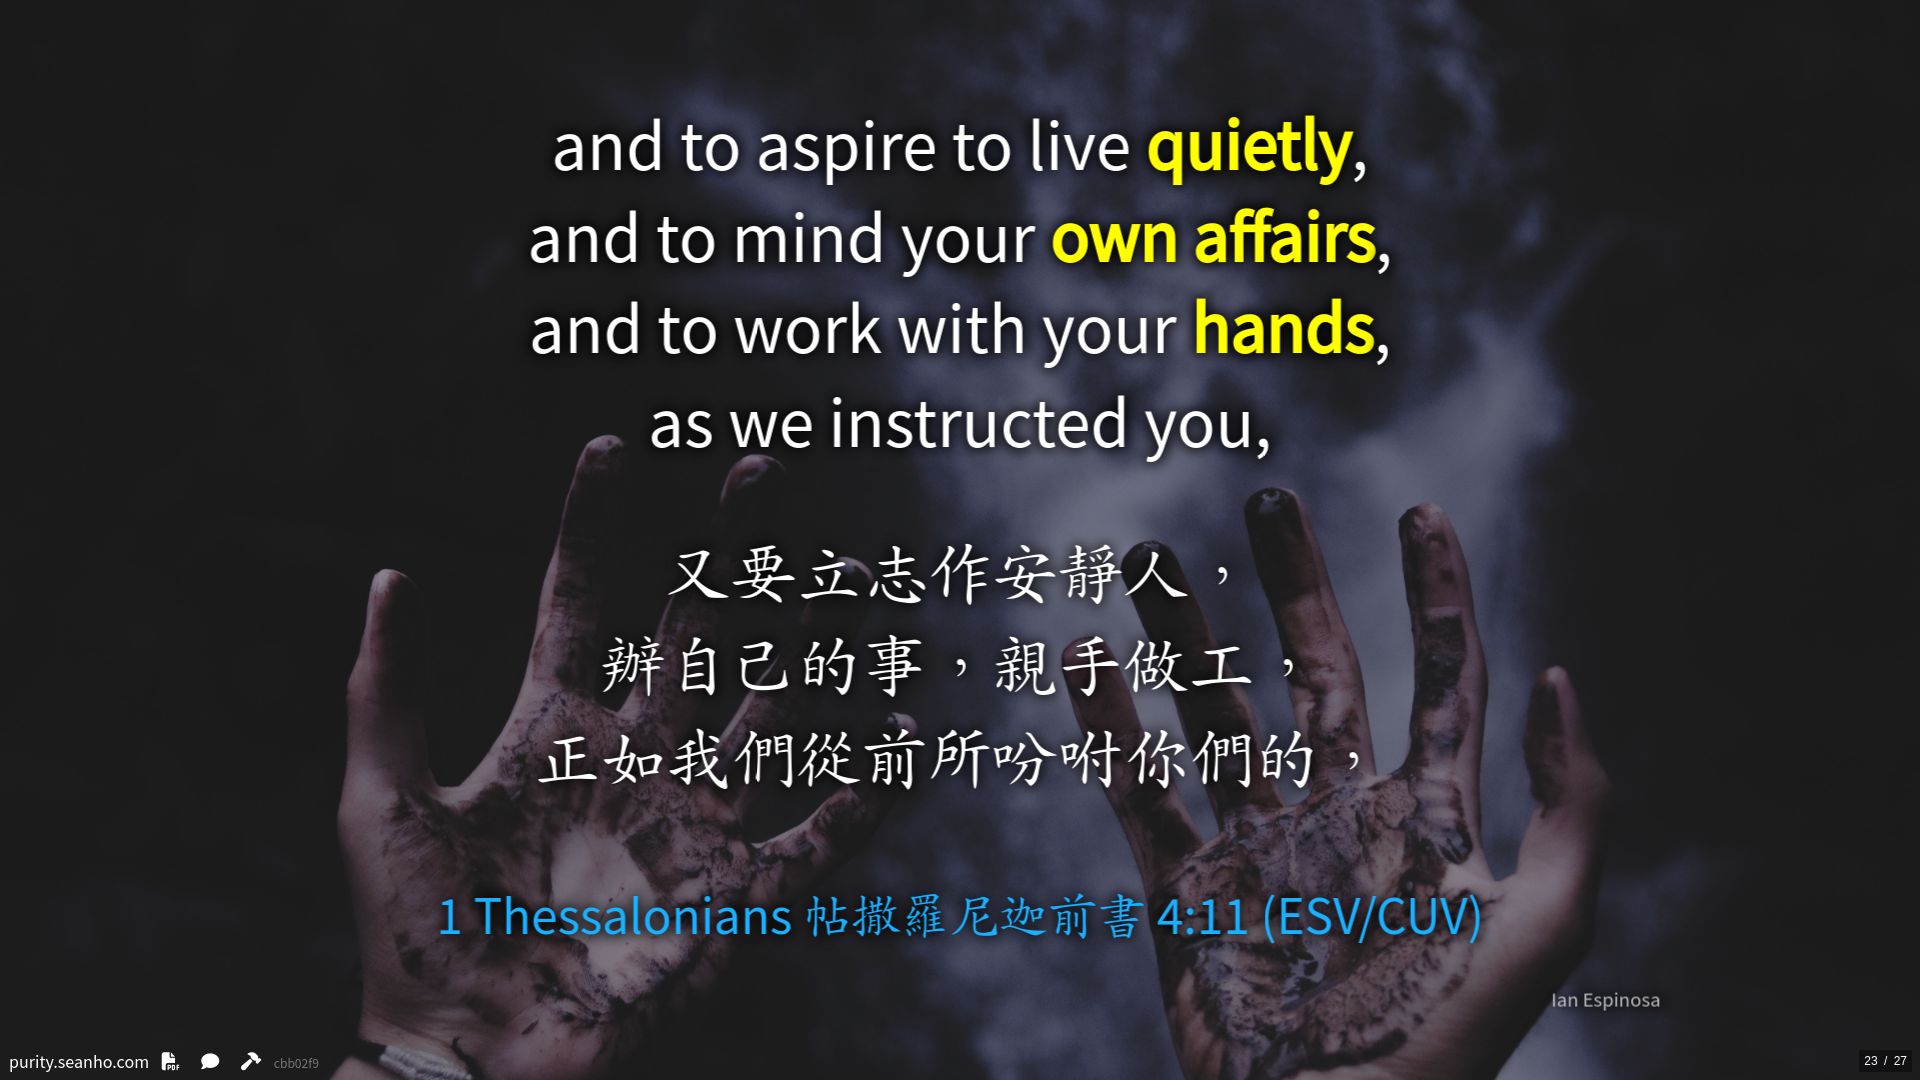 and to aspire to live quietly,
and to mind your own affairs,
and to work with your hands,
as we instructed you,
又要立志作安靜人，
辦自己的事，親手做工，
正如我們從前所吩咐你們的，
1 Thessalonians 帖撒羅尼迦前書 4:11 (ESV/CUV)
Ian Espinosa
purity.seanho.com PDF cbb02f9
23 / 27